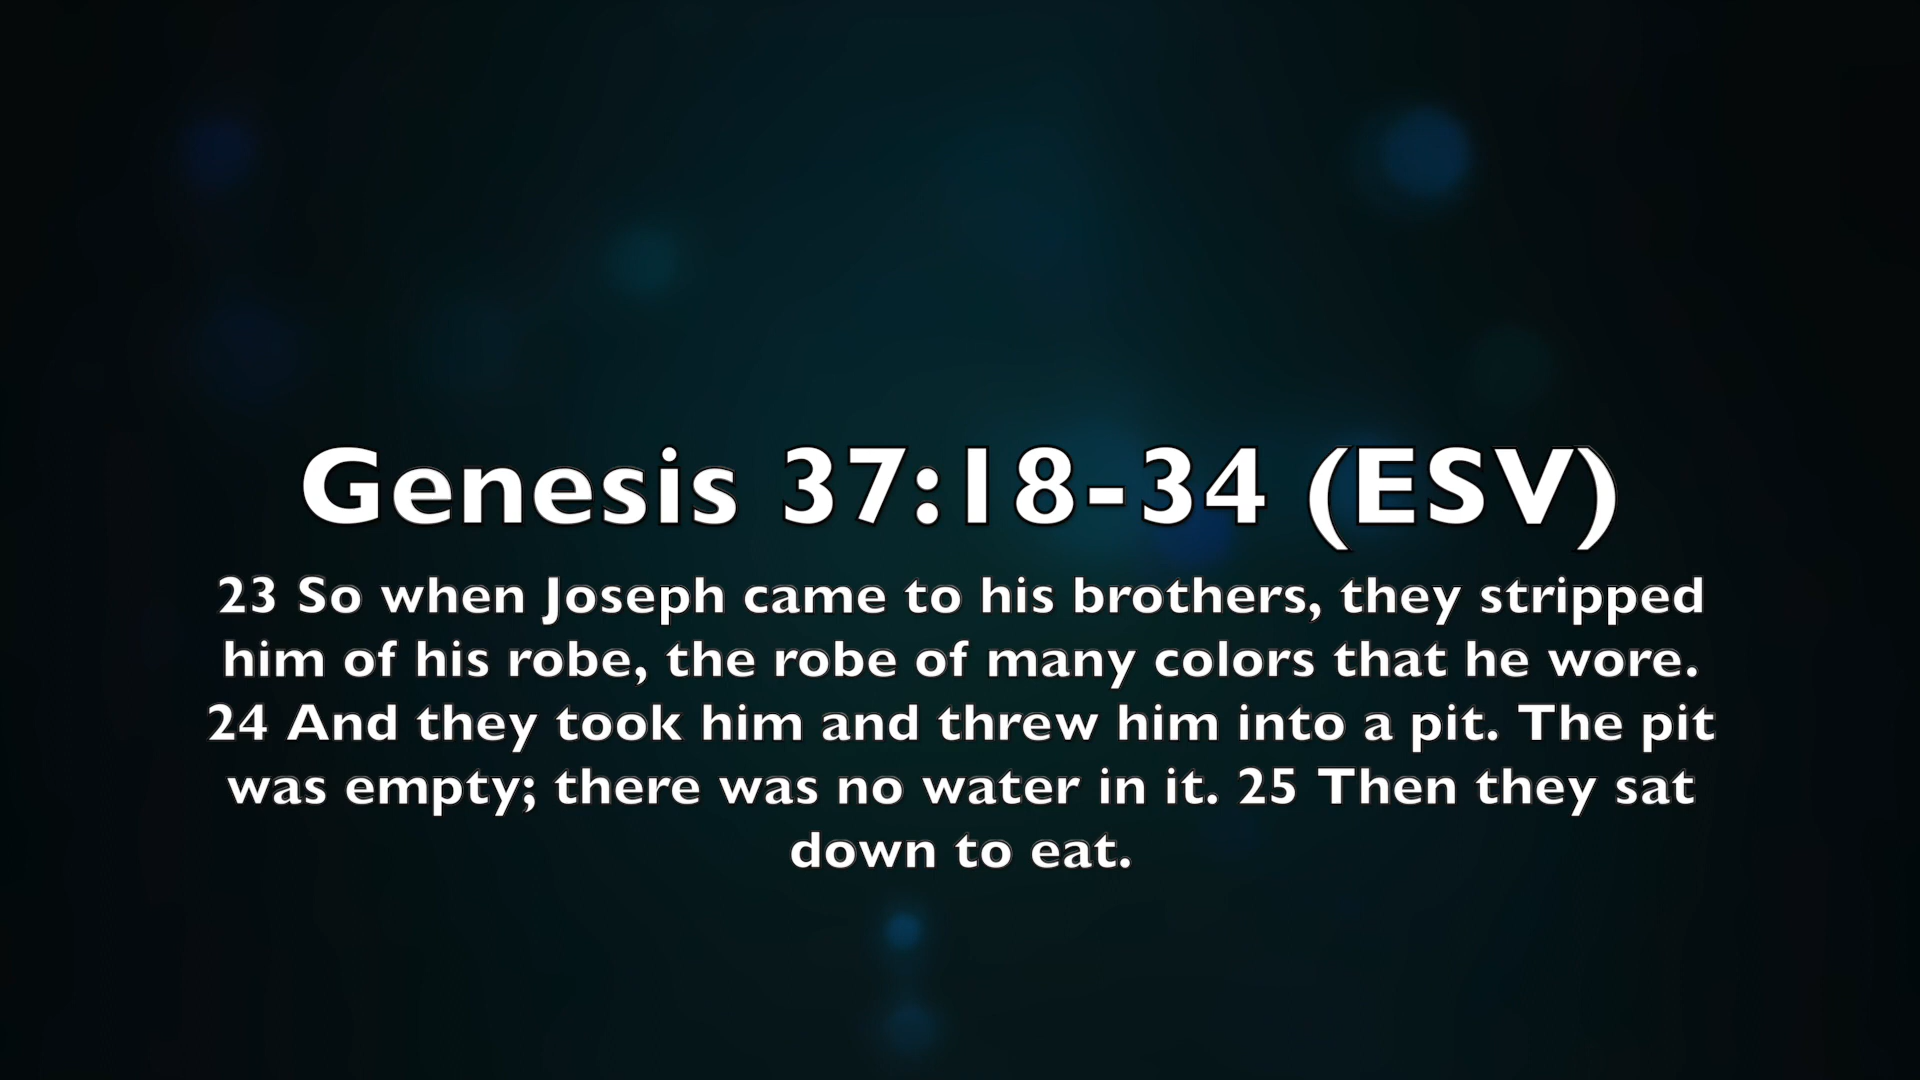 Genesis 37:18-34 (ESV)
23 So when Joseph came to his brothers, they stripped
him of his robe, the robe of many colors that he wore.
24 And they took him and threw him into a pit. The pit
was empty; there was no water in it. 25 Then they sat
down to eat.